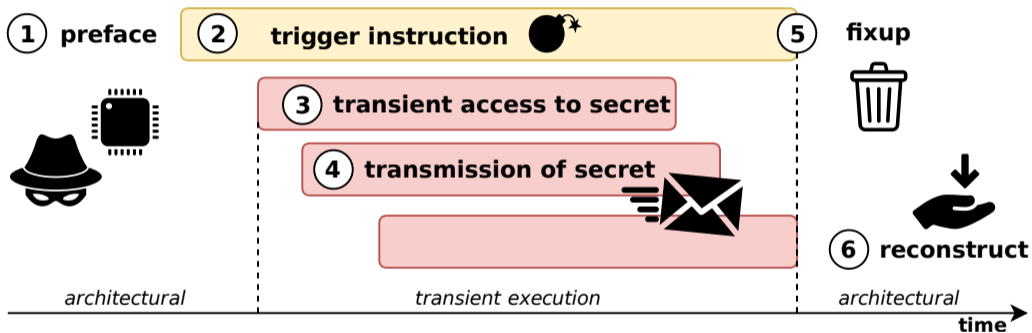 1 preface
2 trigger instruction
5 fixup
3 transient access to secret
4 transmission of secret
6 reconstruct
architectural
transient execution
architectural
time